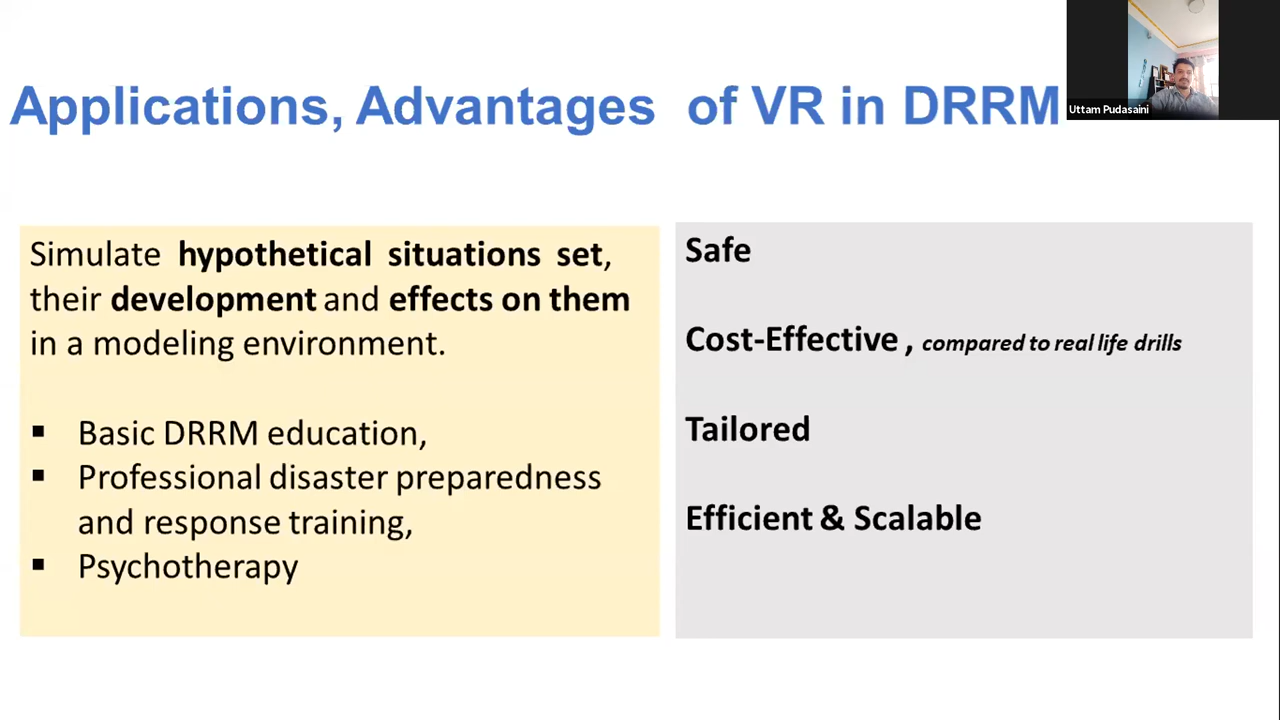 Applications, Advantages of VR in DRRM
Uttam Pudasaini
Simulate hypothetical situations set,
their development and effects on them
in a modeling environment.
▪ Basic DRRM education,
▪ Professional disaster preparedness
and response training,
▪ Psychotherapy
Safe
Cost-Effective , compared to real life drills
Tailored
Efficient & Scalable